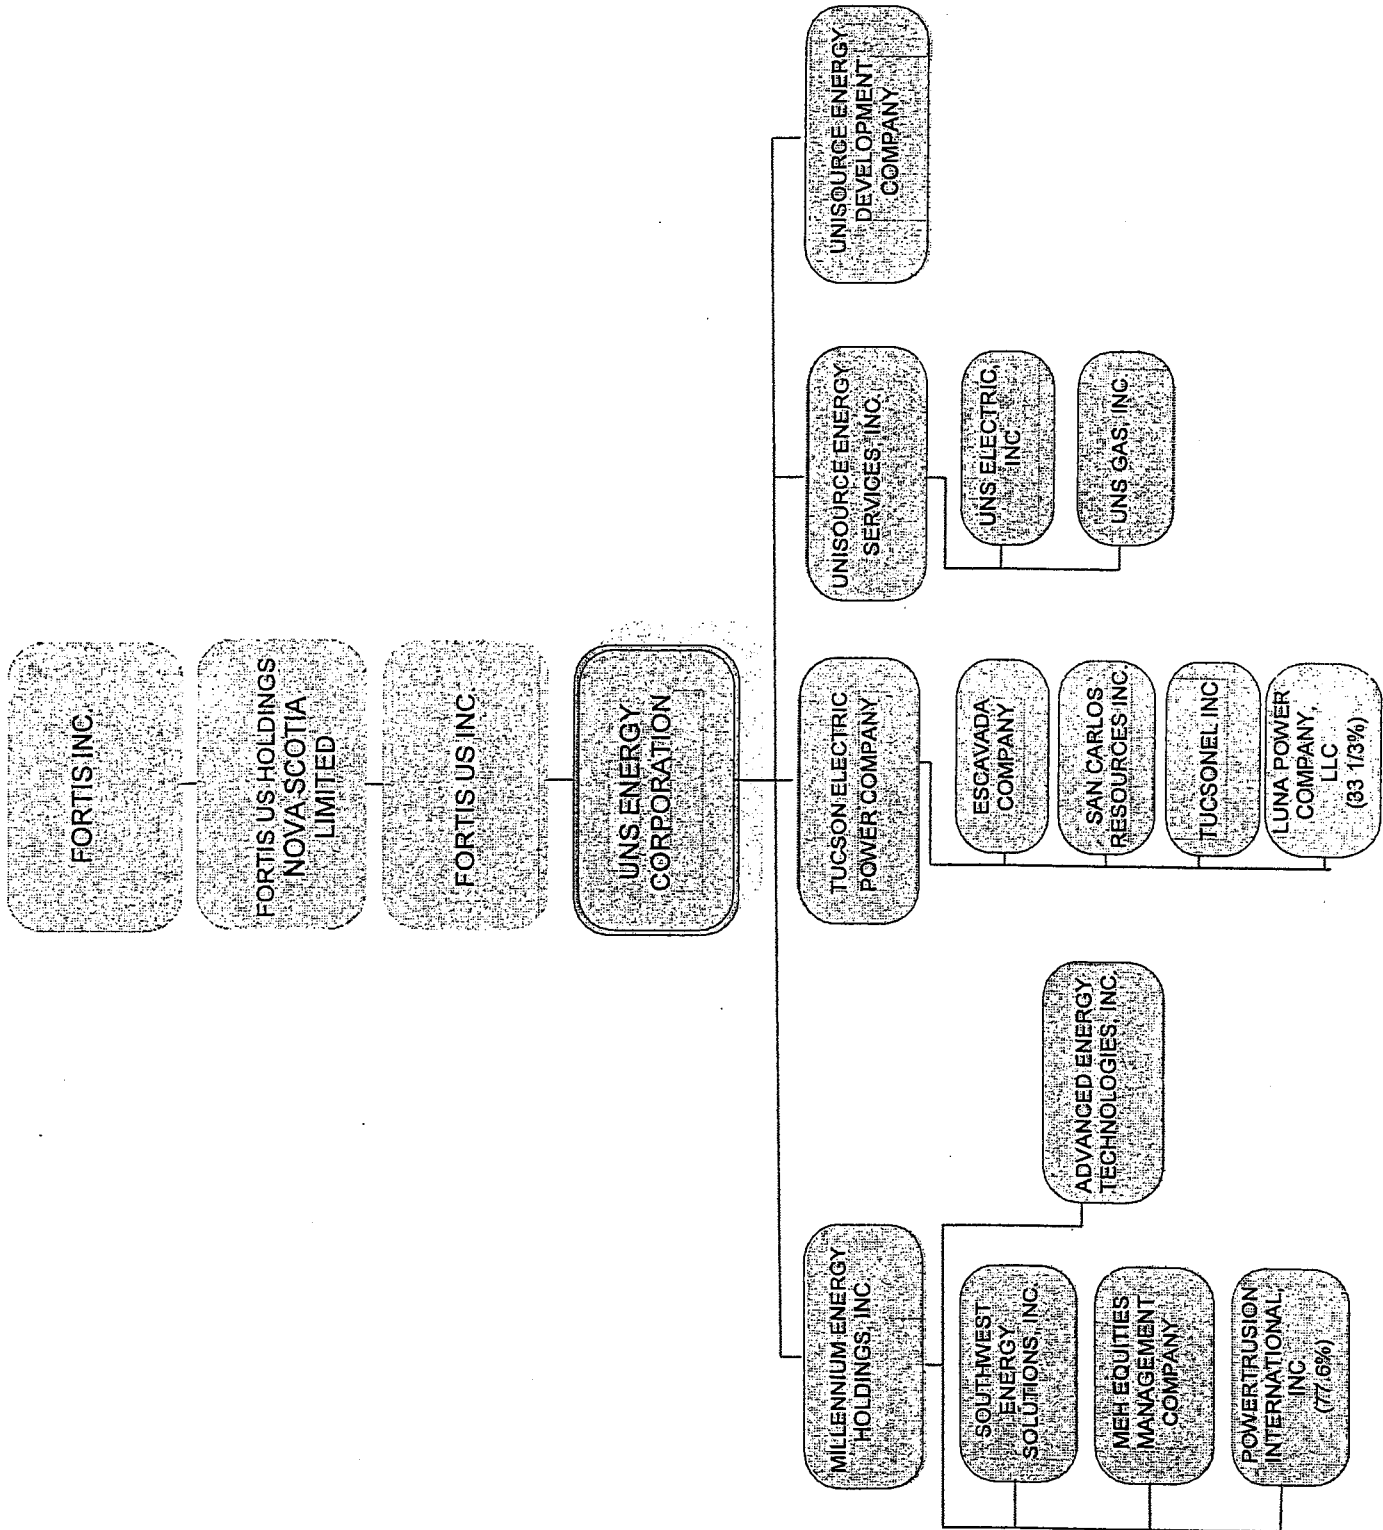 FORTIS INC.
FORTIS US HOLDINGS
NOVA SCOTIA
LIMITED
FORTIS US INC.
UNS ENERGY
CORPORATION
MILLENNIUM ENERGY
HOLDINGS, INC.
SOUTHWEST
ENERGY
SOLUTIONS, INC.
MEH EQUITIES
MANAGEMENT
COMPANY
POWERTRUSION
INTERNATIONAL,
INC.
(77.6%)
ADVANCED ENERGY
TECHNOLOGIES, INC.
TUCSON ELECTRIC
POWER COMPANY
ESCAVADA
COMPANY
SAN CARLOS
RESOURCES INC.
TUCSONEL INC
LUNA POWER
COMPANY,
LLC
(33 1/3%)
UNISOURCE ENERGY
SERVICES, INC.
UNS ELECTRIC,
INC
UNS GAS, INC.
UNISOURCE ENERGY
DEVELOPMENT
COMPANY